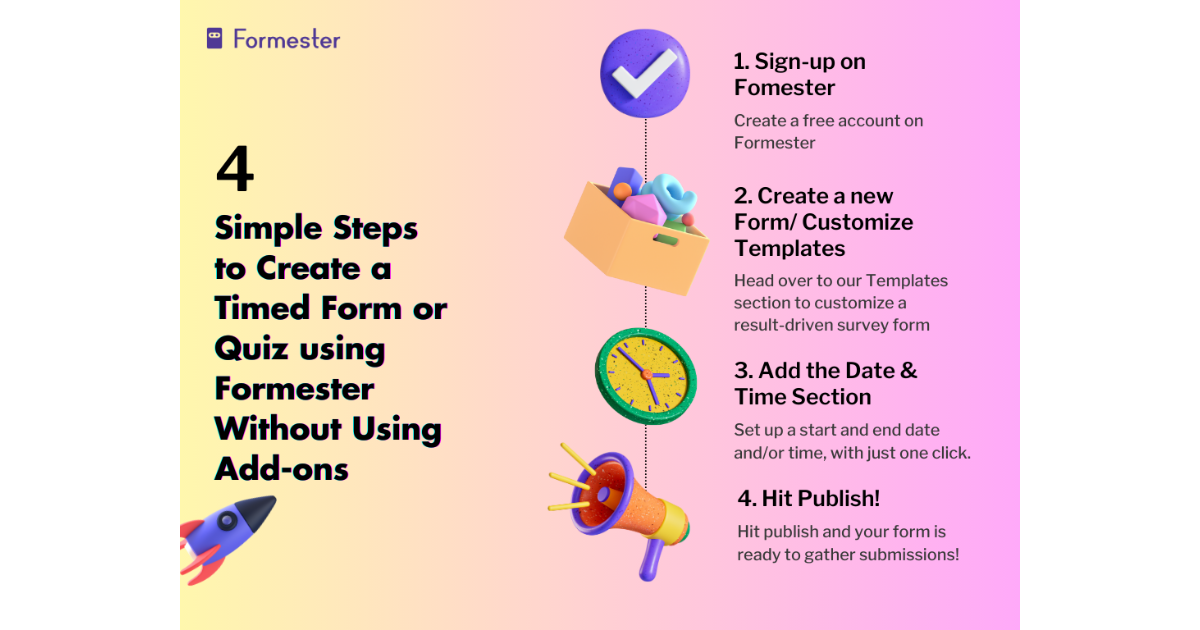 Formester
4
Simple Steps
to Create a
Timed Form or
Quiz using
Formester
Without Using
Add-ons
1. Sign-up on
Fomester
Create a free account on
Formester
2. Create a new
Form/ Customize
Templates
Head over to our Templates
section to customize a
result-driven survey form
3. Add the Date &
Time Section
Set up a start and end date
and/or time, with just one click.
4. Hit Publish!
Hit publish and your form is
ready to gather submissions!